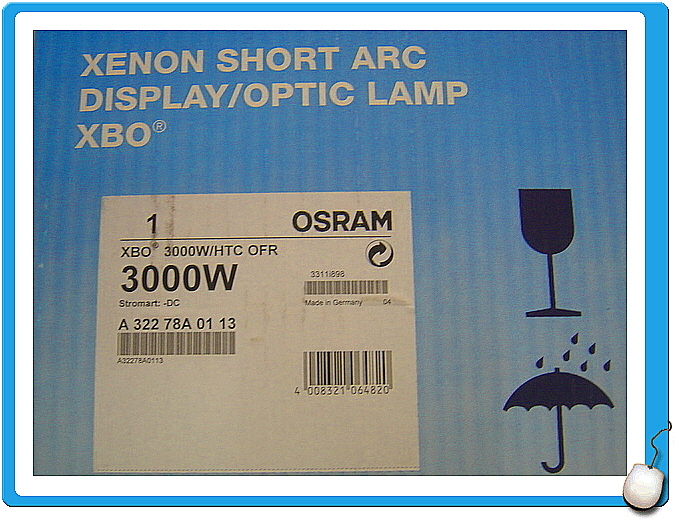 XENON SHORT ARC
DISPLAY/OPTIC LAMP
XBO®
1 OSRAM
XBO® 3000W/HTC OFR
3000W
3311i898
Stromart: -DC
Made in Germany 04
A 322 78A 01 13
A32278A0113
4 008321 064820